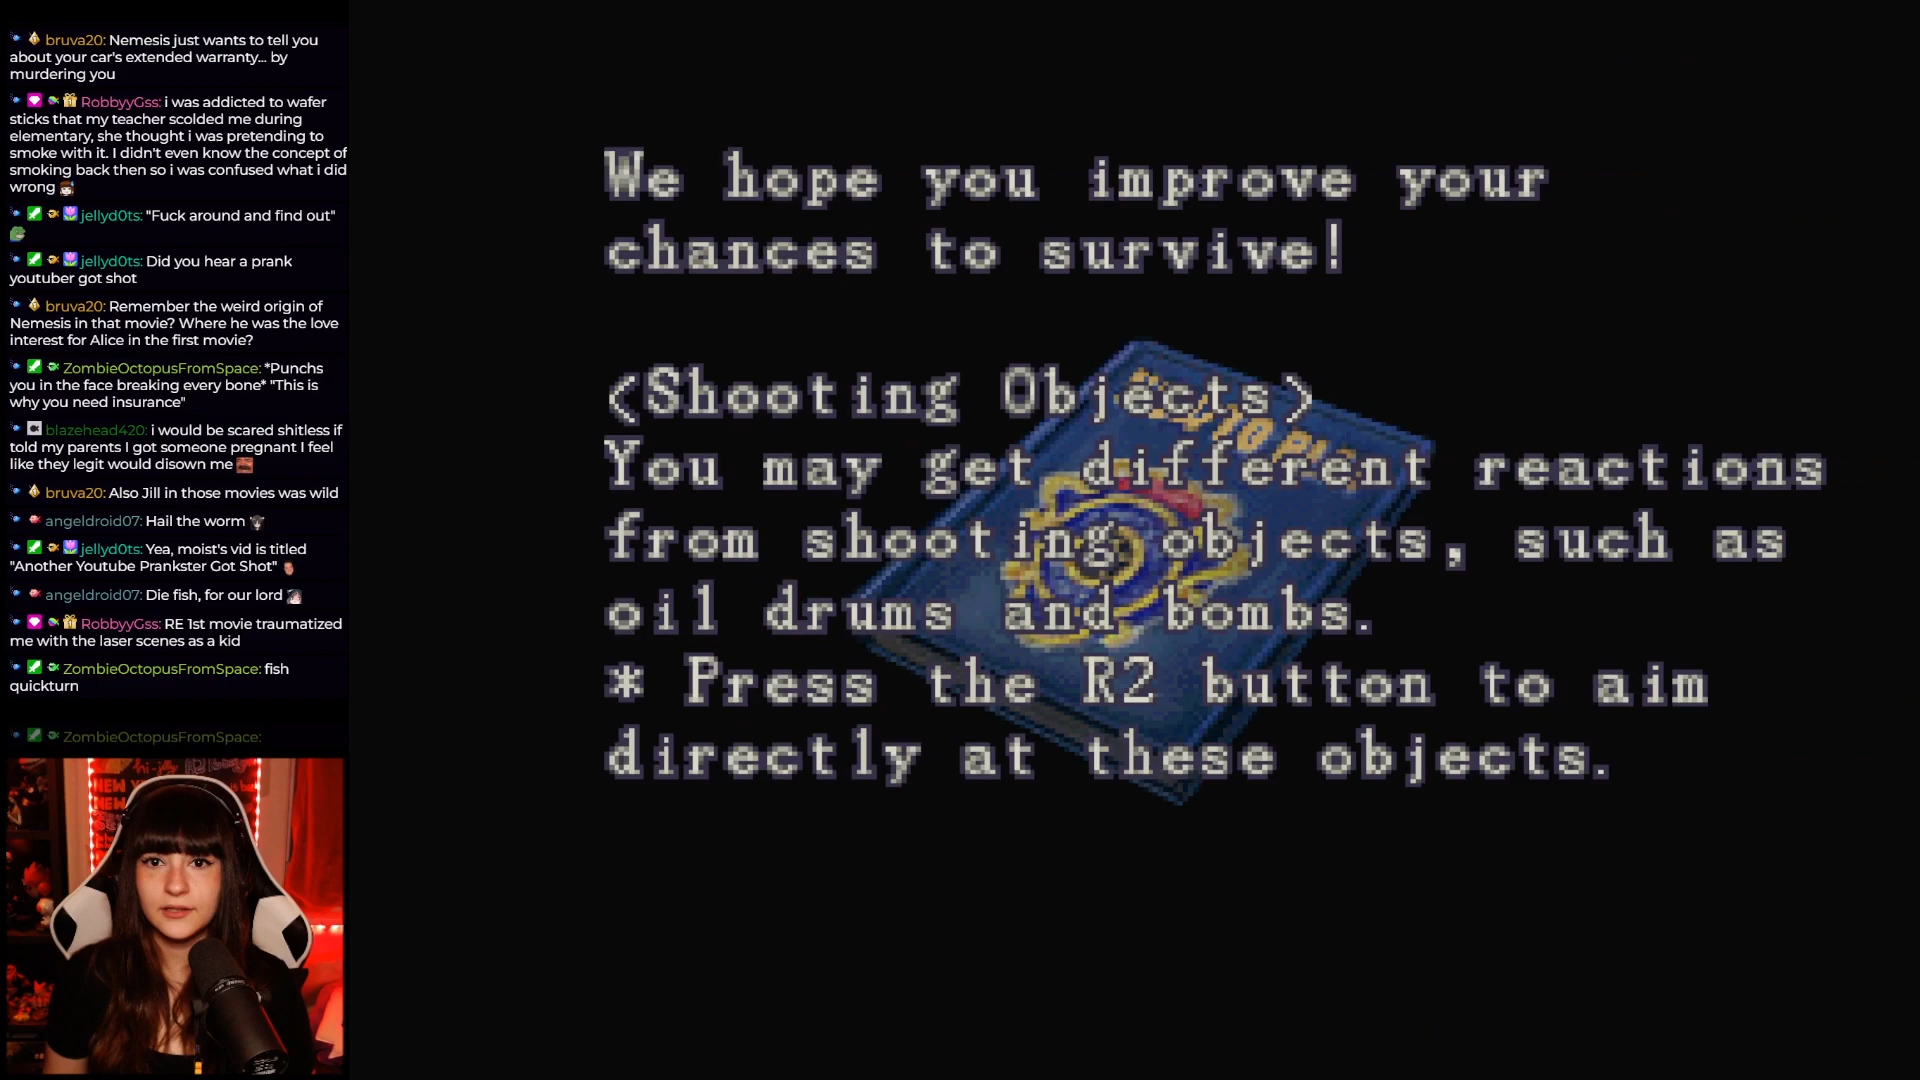 bruva20: Nemesis just wants to tell you
about your car's extended warranty... by
murdering you
RobbyyGss: i was addicted to wafer
sticks that my teacher scolded me during
elementary, she thought i was pretending to
smoke with it. I didn't even know the concept of
smoking back then so i was confused what i did
wrong
jellyd0ts: "Fuck around and find out"
jellyd0ts: Did you hear a prank
youtuber got shot
bruva20: Remember the weird origin of
Nemesis in that movie? Where he was the love
interest for Alice in the first movie?
ZombieOctopusFromSpace: *Punchs
you in the face breaking every bone* "This is
why you need insurance"
blazehead420: i would be scared shitless if
told my parents I got someone pregnant I feel
like they legit would disown me
bruva20: Also Jill in those movies was wild
angeldroid07: Hail the worm
jellyd0ts: Yea, moist's vid is titled
"Another Youtube Prankster Got Shot"
angeldroid07: Die fish, for our lord
RobbyyGss: RE 1st movie traumatized
me with the laser scenes as a kid
ZombieOctopusFromSpace: fish
quickturn
ZombieOctopusFromSpace:
We hope you improve your
chances to survive!
(Shooting Objects)
You may get different reactions
from shooting objects, such as
oil drums and bombs.
* Press the R2 button to aim
directly at these objects.